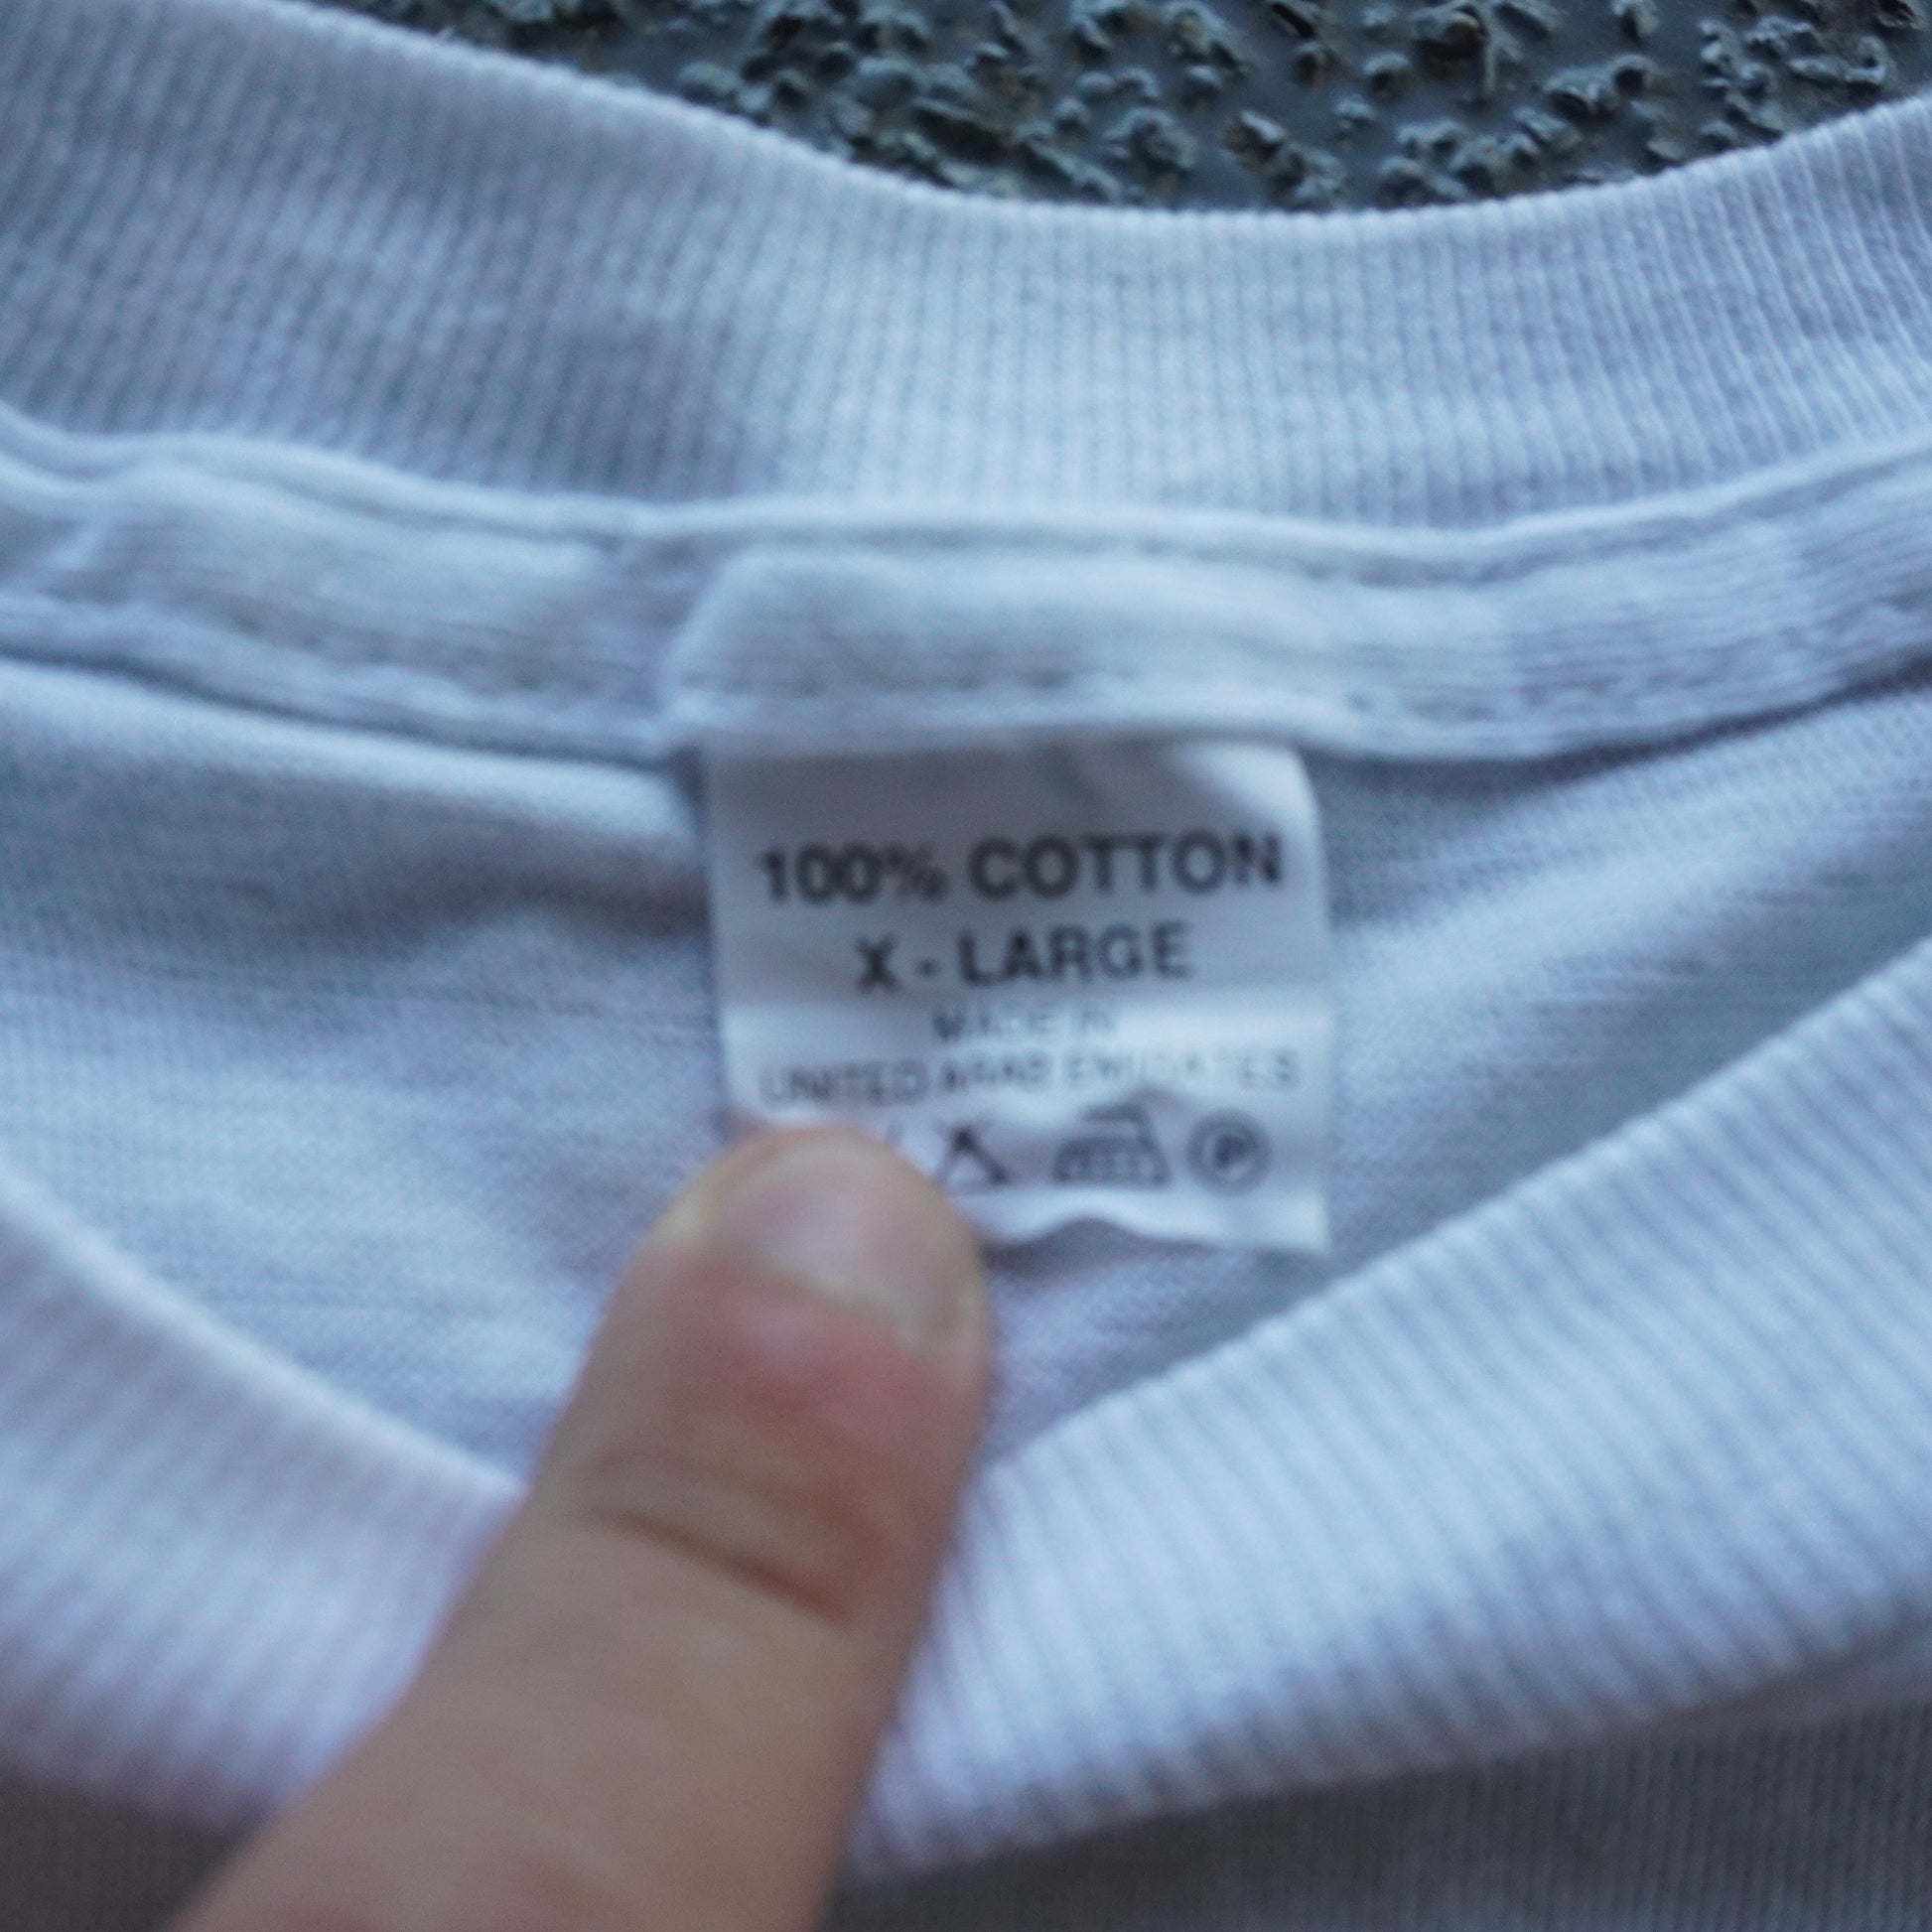 100% COTTON
X - LARGE
MADE IN
UNITED ARAB EMIRATES
P